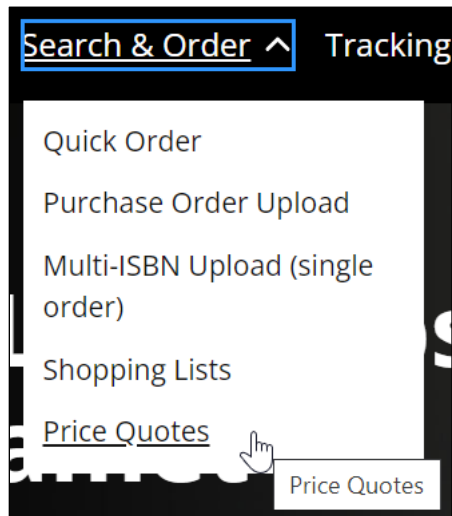 Search & Order Tracking
Quick Order
Purchase Order Upload
Multi-ISBN Upload (single
order)
Shopping Lists
Price Quotes
Price Quotes